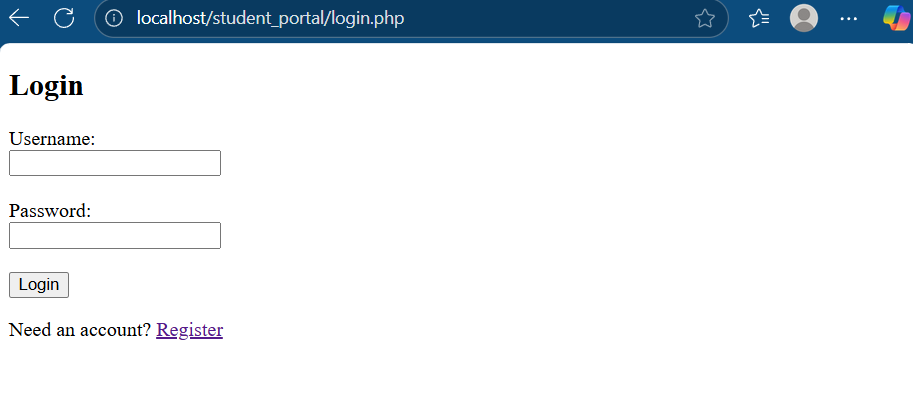 localhost/student_portal/login.php
Login
Username:
Password:
Login
Need an account? Register